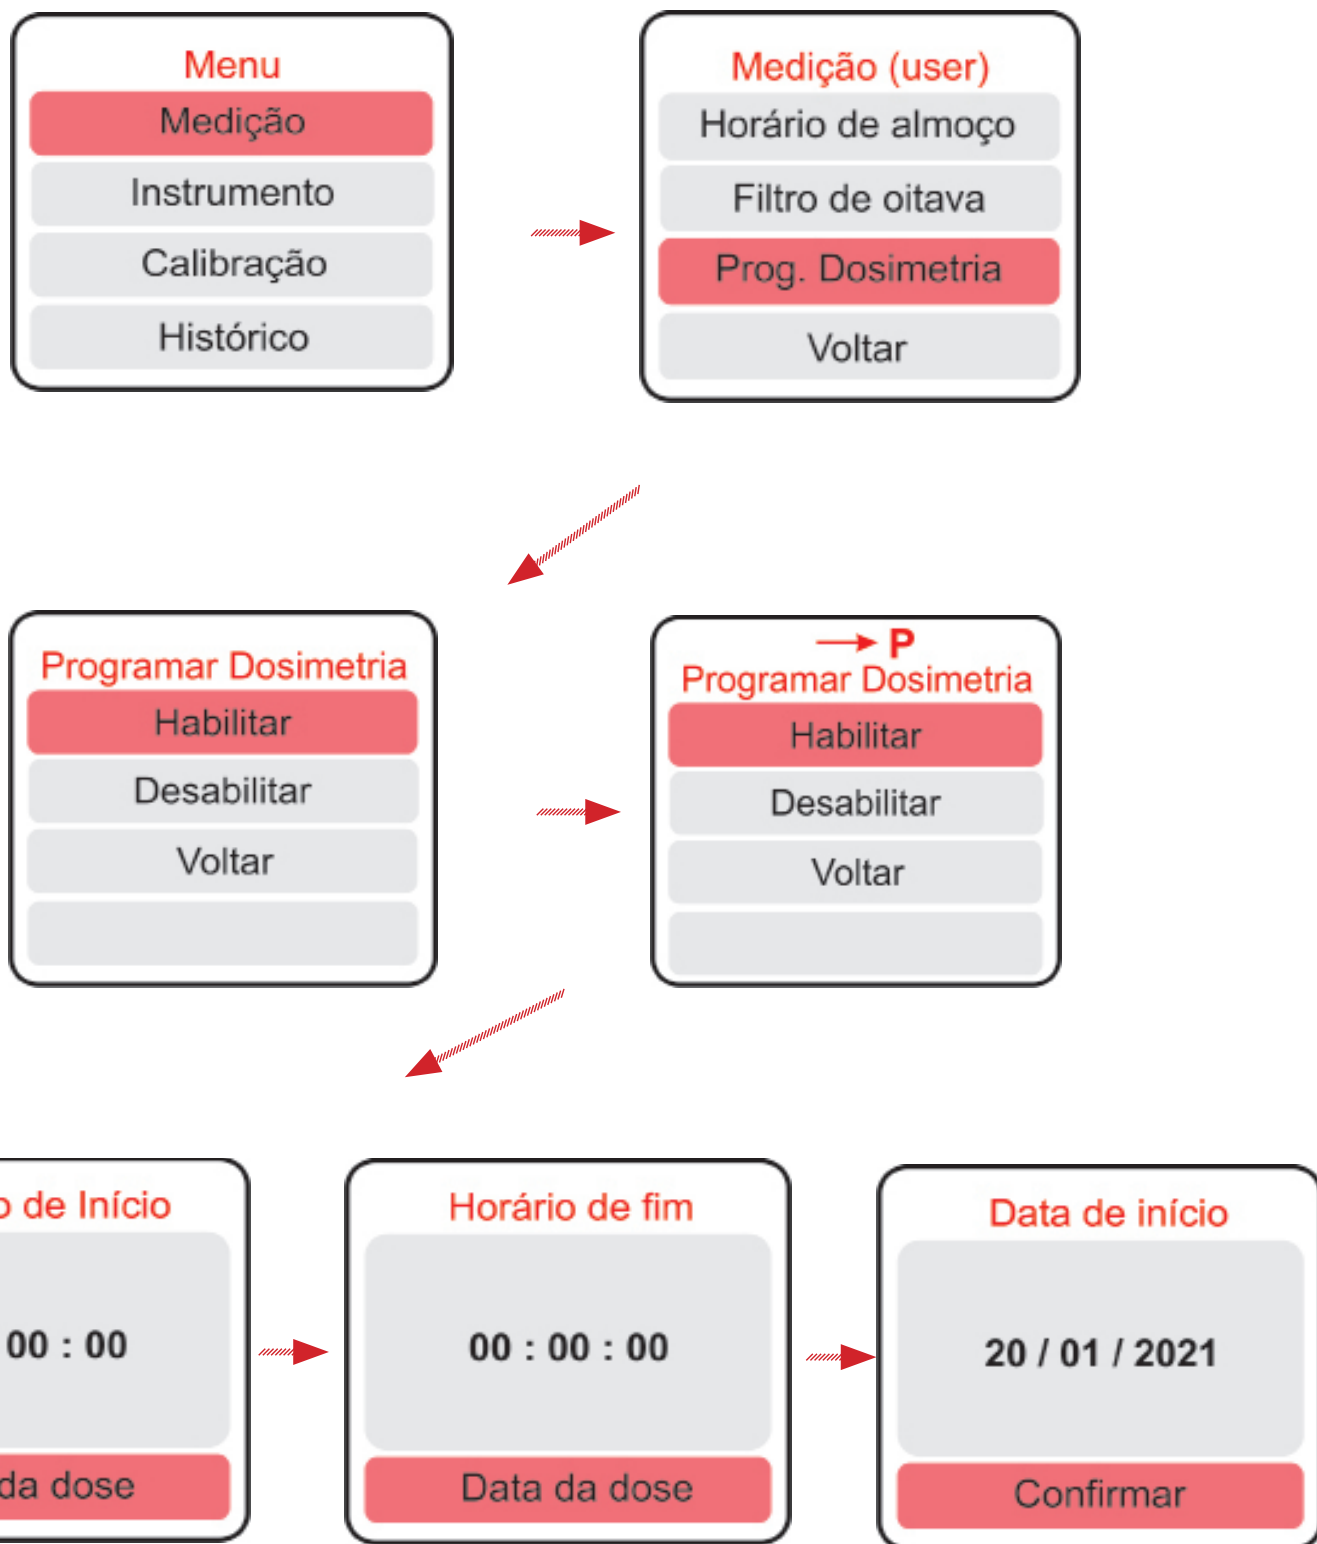 Menu
Medição
Instrumento
Calibração
Histórico
Medição (user)
Horário de almoço
Filtro de oitava
Prog. Dosimetria
Voltar
Programar Dosimetria
Habilitar
Desabilitar
Voltar
P
Programar Dosimetria
Habilitar
Desabilitar
Voltar
de Início
00 : 00
da dose
Horário de fim
00 : 00 : 00
Data da dose
Data de início
20 / 01 / 2021
Confirmar